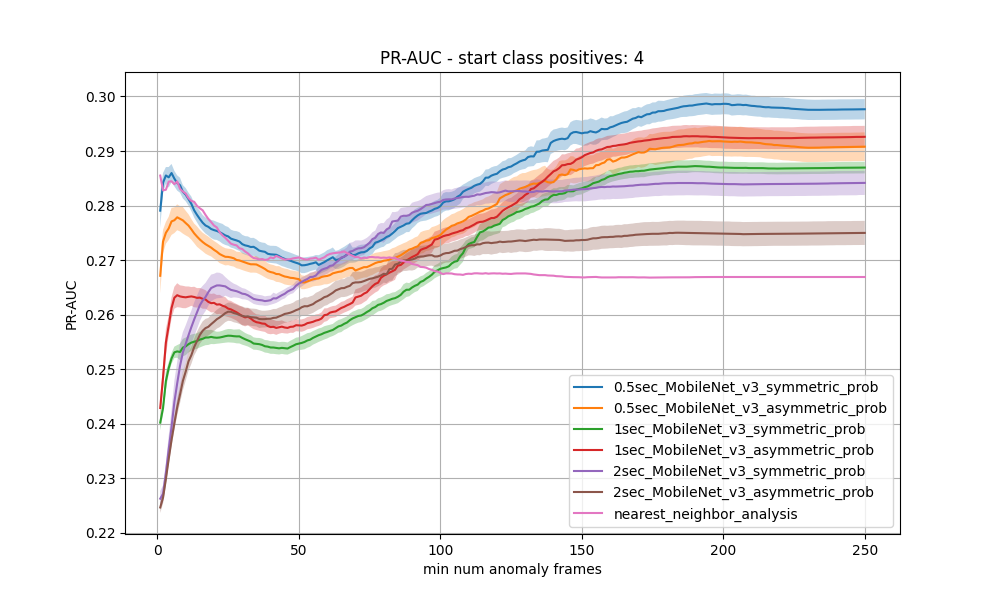 PR-AUC - start class positives: 4
0.30
0.29
0.28
0.27
0.26
0.25
0.24
0.23
0.22
PR-AUC
0.5sec_MobileNet_v3_symmetric_prob
0.5sec_MobileNet_v3_asymmetric_prob
1sec_MobileNet_v3_symmetric_prob
1sec_MobileNet_v3_asymmetric_prob
2sec_MobileNet_v3_symmetric_prob
2sec_MobileNet_v3_asymmetric_prob
nearest_neighbor_analysis
0 50 100 150 200 250
min num anomaly frames